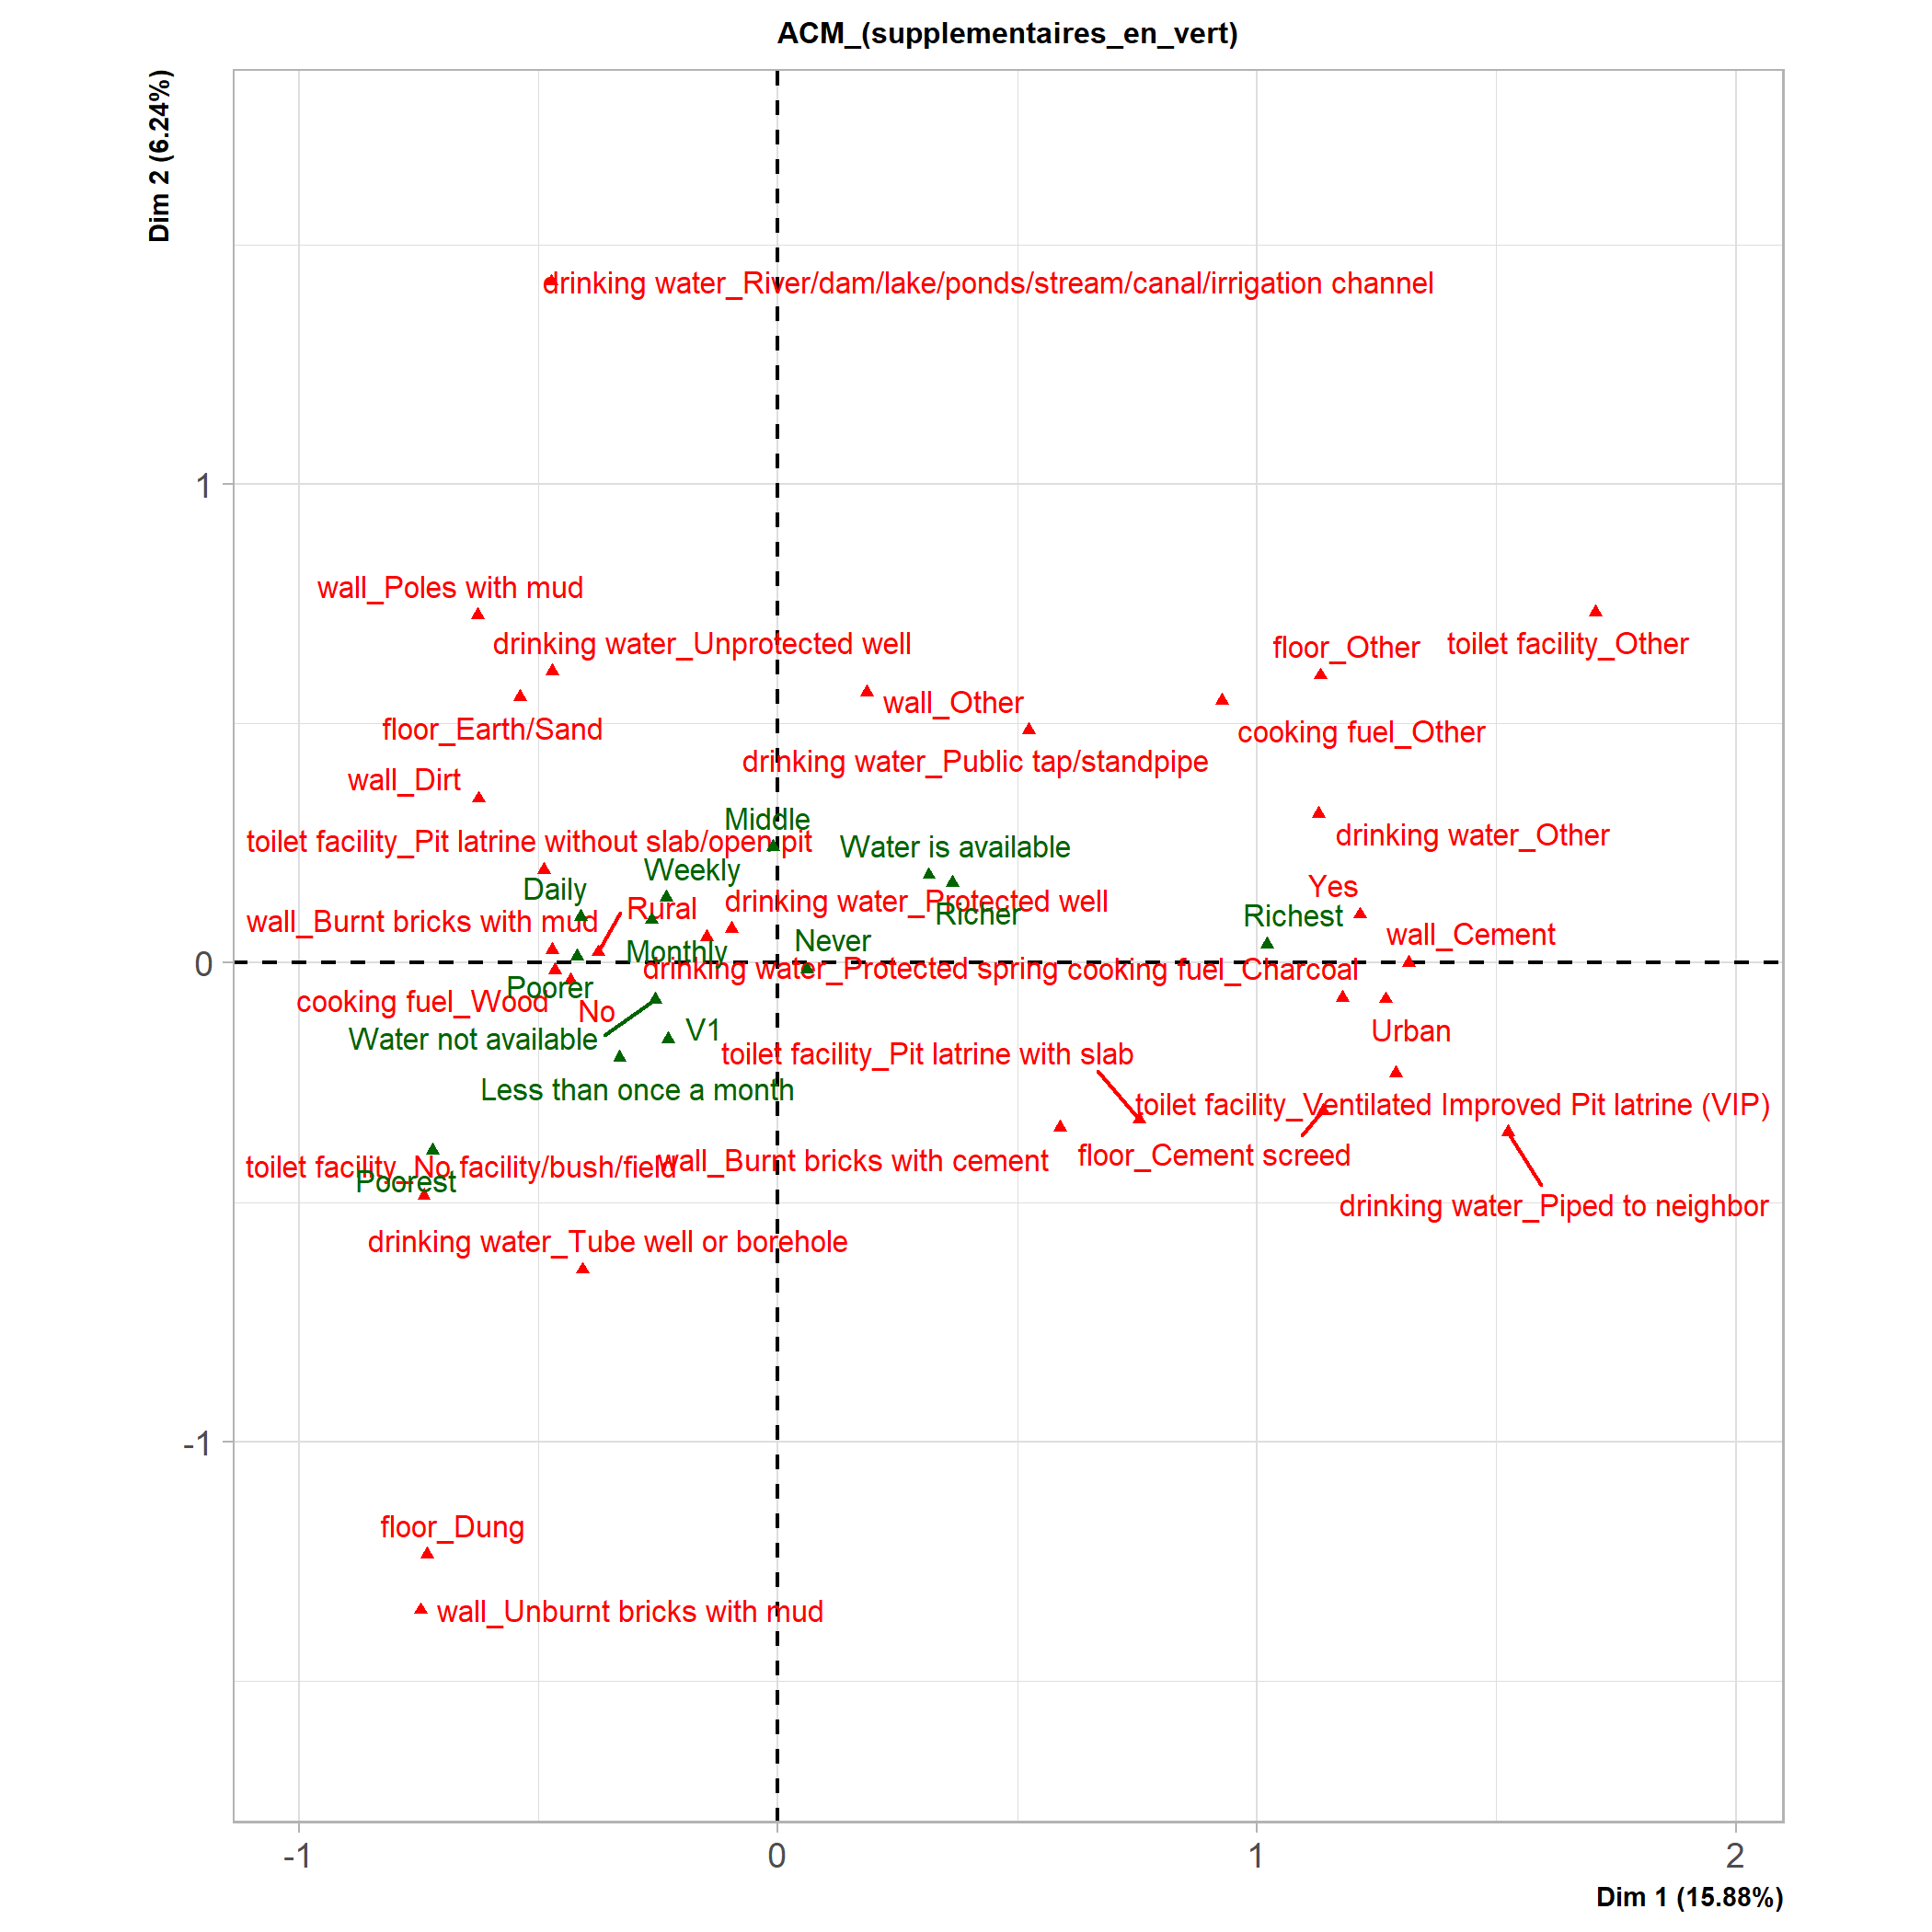 ACM_(supplementaires_en_vert)
Dim 2 (6.24%)
drinking water_River/dam/lake/ponds/stream/canal/irrigation channel
1
wall_Poles with mud
drinking water_Unprotected well
floor_Other
toilet facility_Other
wall_Other
floor_Earth/Sand
cooking fuel_Other
drinking water_Public tap/standpipe
wall_Dirt
Middle
drinking water_Other
toilet facility_Pit latrine without slab/open pit
Water is available
Weekly
Daily
Yes
drinking water_Protected well
Rural
Richer
Richest
wall_Burnt bricks with mud
wall_Cement
Never
Monthly
0
drinking water_Protected spring
cooking fuel_Charcoal
Poorer
cooking fuel_Wood
No
V1
Urban
Water not available
toilet facility_Pit latrine with slab
Less than once a month
toilet facility_Ventilated Improved Pit latrine (VIP)
floor_Cement screed
wall_Burnt bricks with cement
toilet facility_No facility/bush/field
Poorest
drinking water_Piped to neighbor
drinking water_Tube well or borehole
-1
floor_Dung
wall_Unburnt bricks with mud
-1
0
1
2
Dim 1 (15.88%)